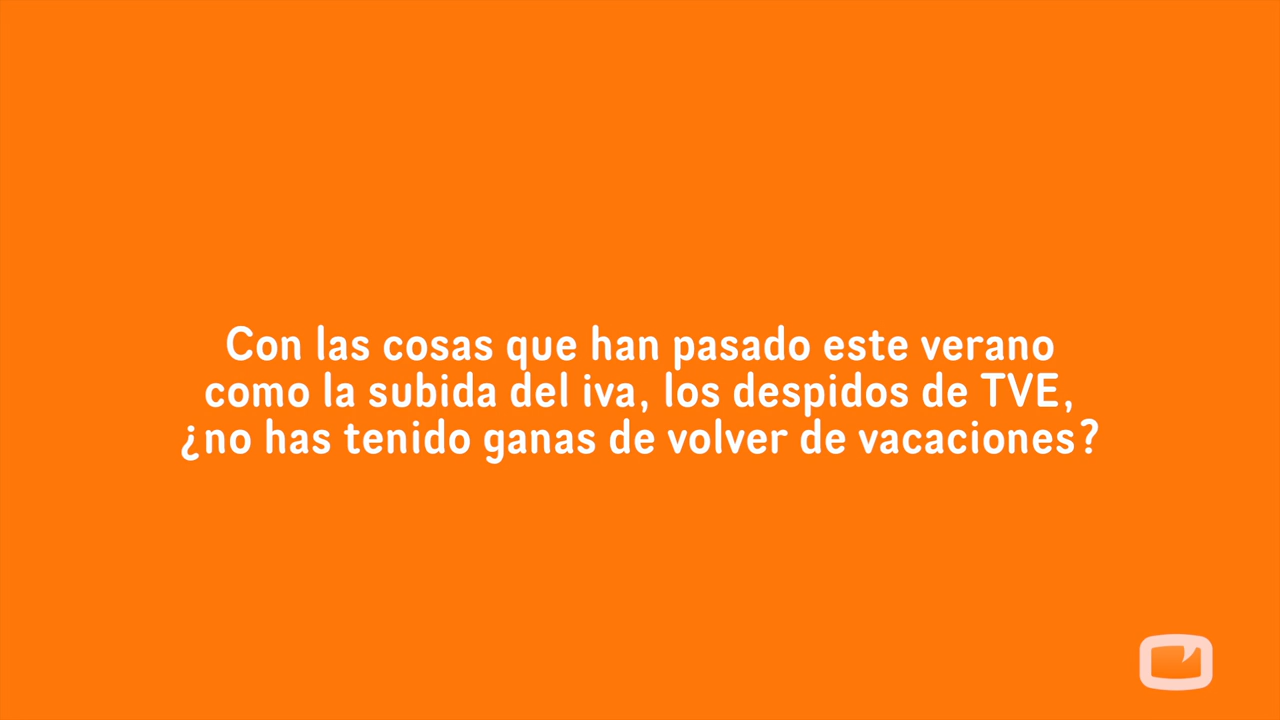 Con las cosas que han pasado este verano
como la subida del iva, los despidos de TVE,
¿no has tenido ganas de volver de vacaciones?